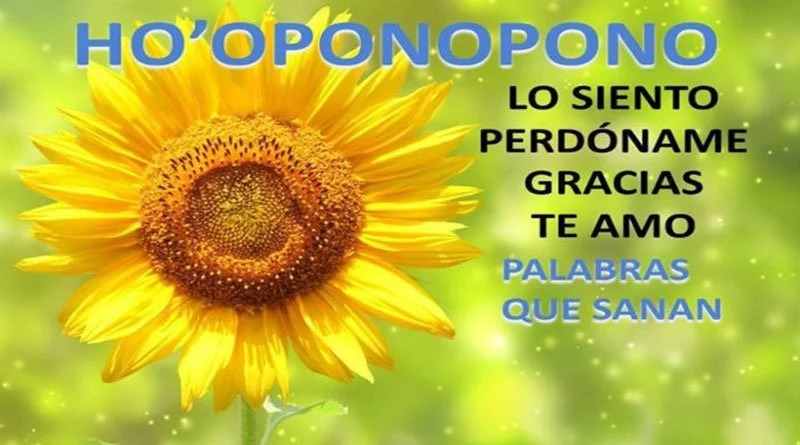 HO’OPONOPONO
LO SIENTO
PERDÓNAME
GRACIAS
TE AMO
PALABRAS
QUE SANAN